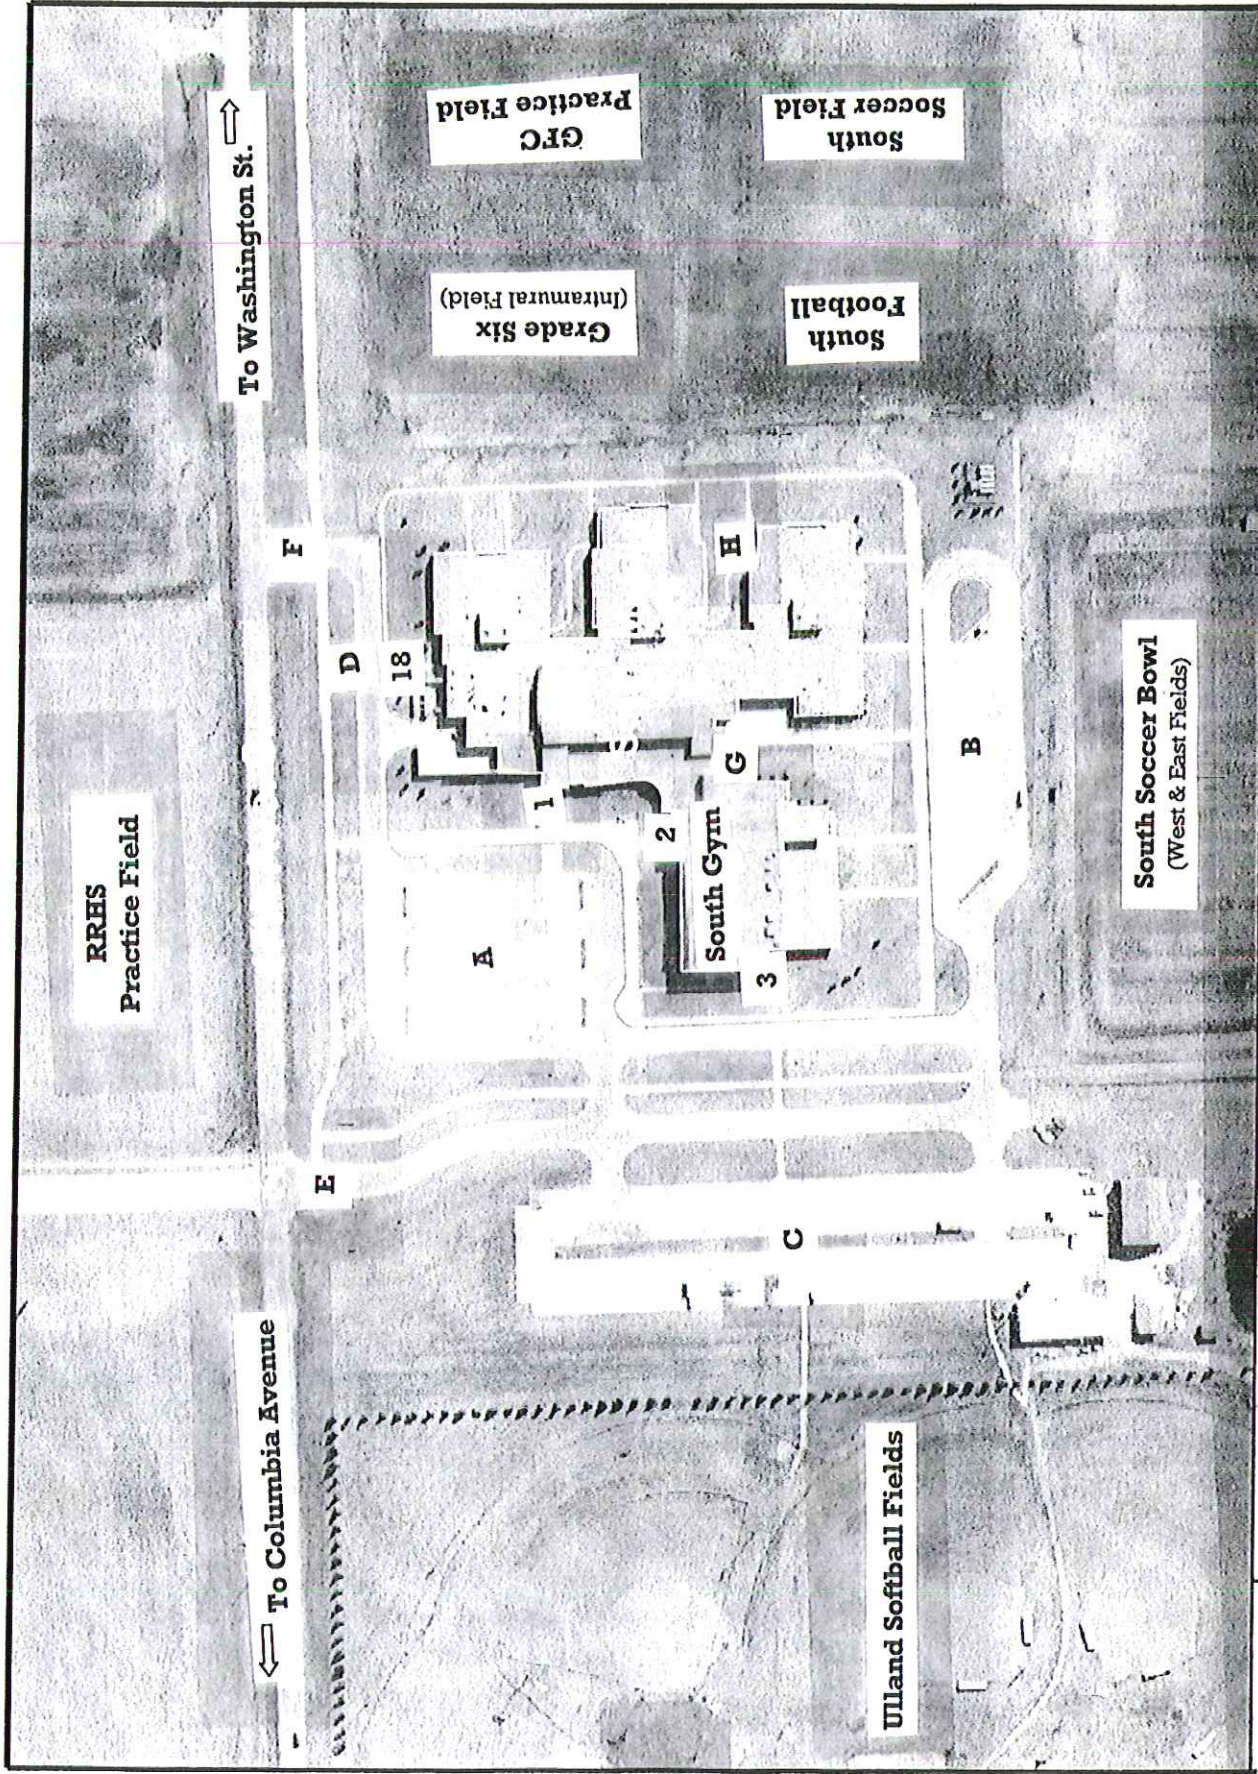 RRHS
Practice Field
To Columbia Avenue
To Washington St.
E
D
F
18
A
1
2
South Gym
3
G
H
B
C
GFC
Practice Field
Grade Six
(Intramural Field)
South
Soccer Field
South
Football
South Soccer Bowl
(West & East Fields)
Ulland Softball Fields